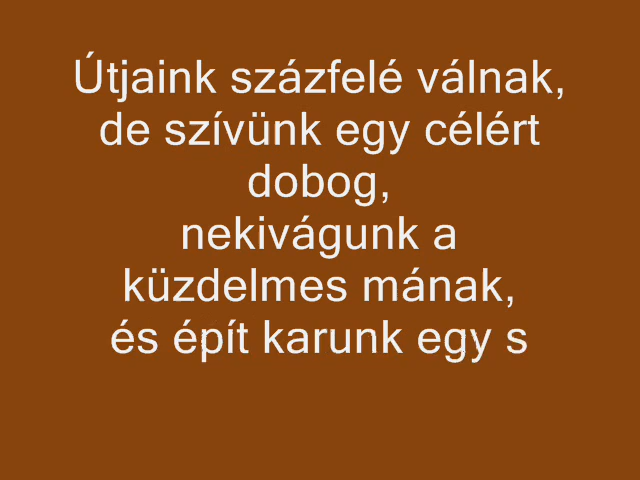 Útjaink százfelé válnak,
de szívünk egy célért
dobog,
nekivágunk a
küzdelmes mának,
és épít karunk egy s